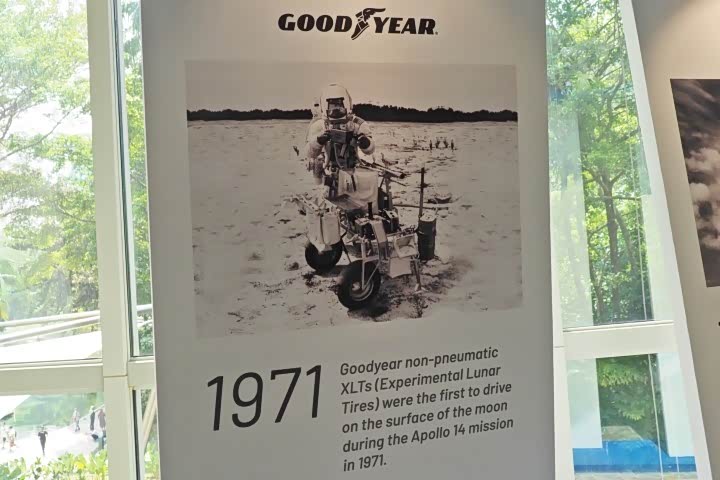 GOODYEAR
1971
Goodyear non-pneumatic
XLTs (Experimental Lunar
Tires) were the first to drive
on the surface of the moon
during the Apollo 14 mission
in 1971.